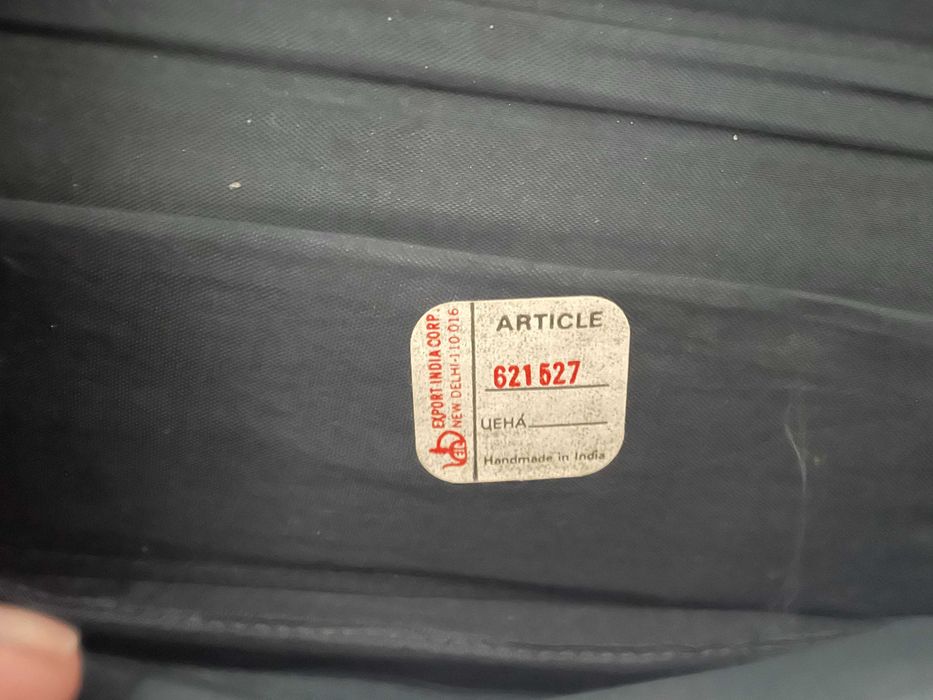 ARTICLE
621527
ЦЕНА
Handmade in India
EXPORT INDIA CORP.
NEW DELHI-110 016